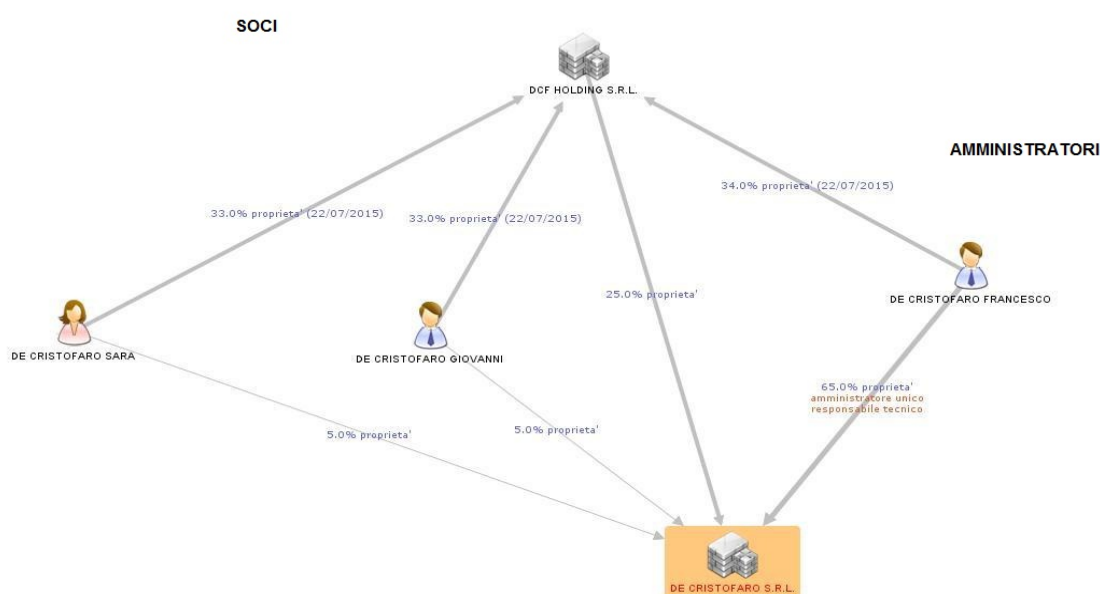 SOCI
DCF HOLDING S.R.L.
AMMINISTRATORI
34.0% proprieta' (22/07/2015)
33.0% proprieta' (22/07/2015)
33.0% proprieta' (22/07/2015)
25.0% proprieta'
DE CRISTOFARO FRANCESCO
DE CRISTOFARO SARA
DE CRISTOFARO GIOVANNI
65.0% proprieta'
amministratore unico
responsabile tecnico
5.0% proprieta'
5.0% proprieta'
DE CRISTOFARO S.R.L.